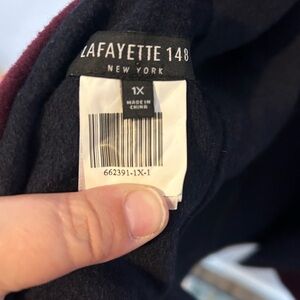 LAFAYETTE 148
NEW YORK
1X
MADE IN
CHINA
662391-1X-1